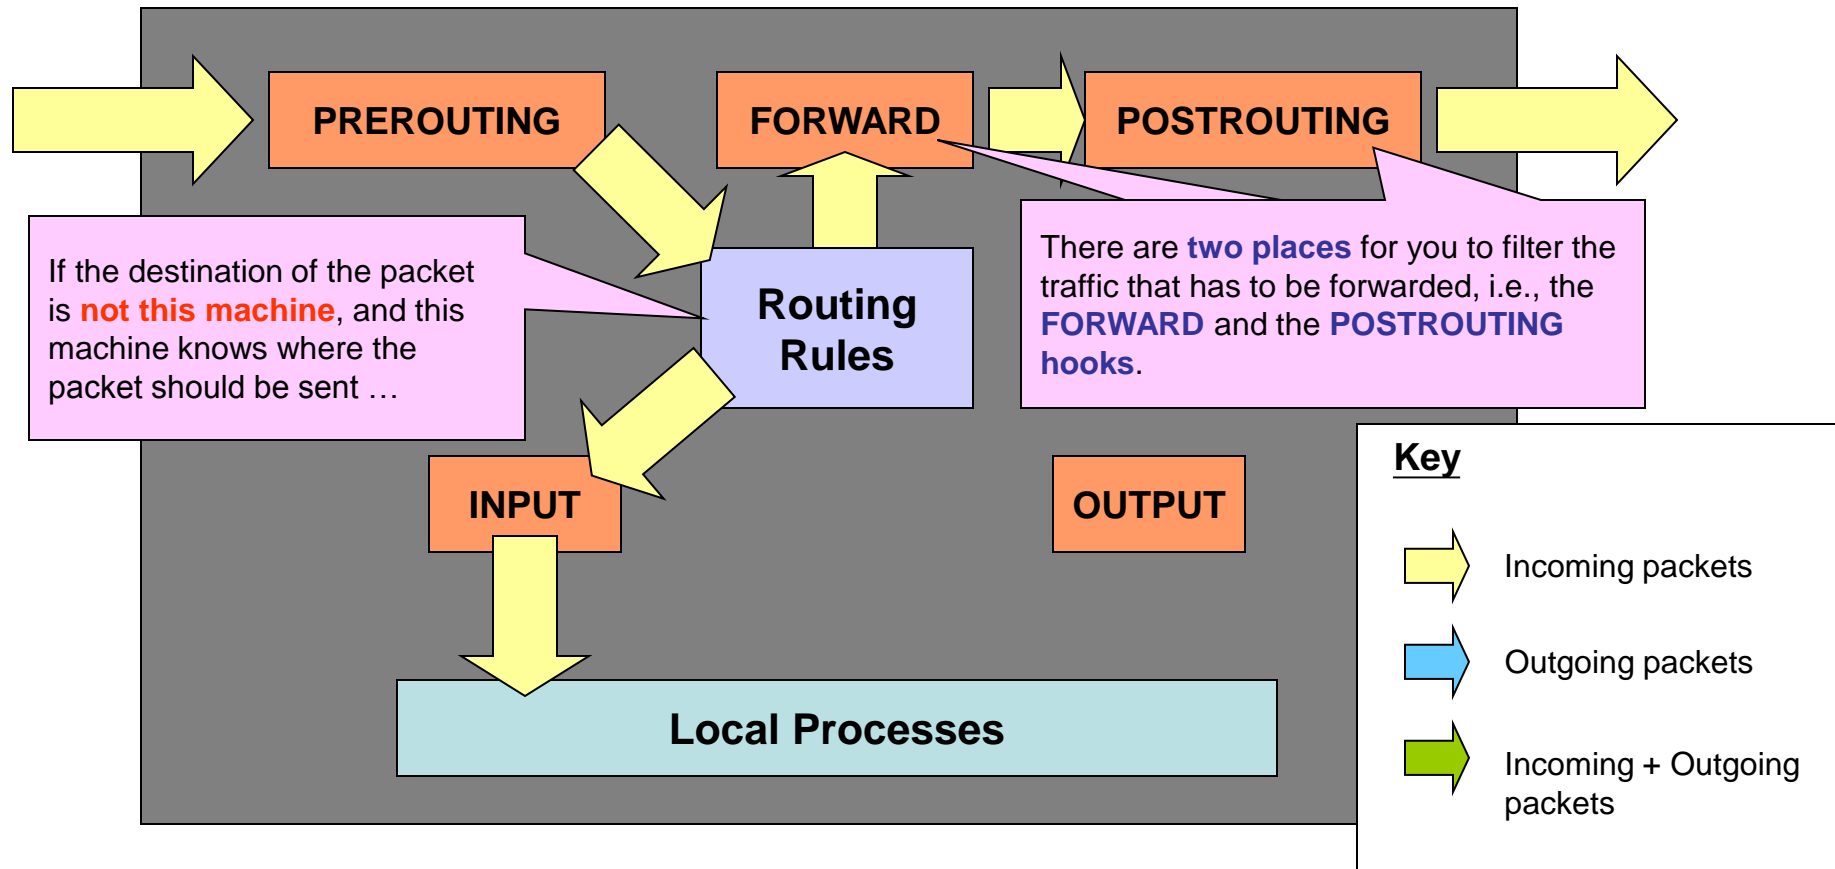 PREROUTING
FORWARD
POSTROUTING
If the destination of the packet
is not this machine, and this
machine knows where the
packet should be sent …
Routing
Rules
There are two places for you to filter the
traffic that has to be forwarded, i.e., the
FORWARD and the POSTROUTING
hooks.
INPUT
OUTPUT
Local Processes
Key
Incoming packets
Outgoing packets
Incoming + Outgoing
packets